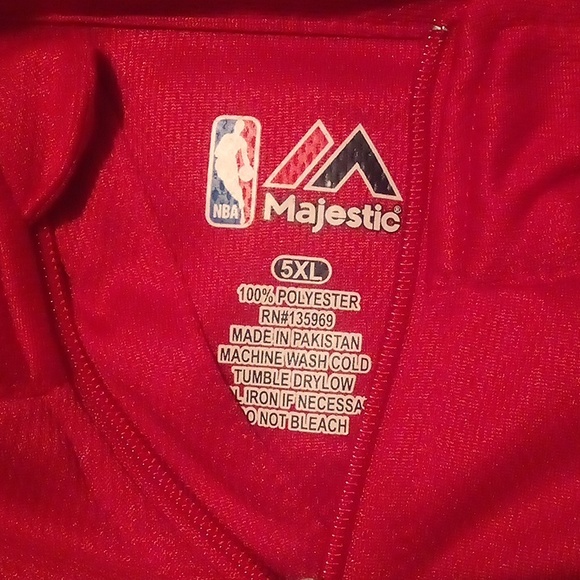 NBA
Majestic®
5XL
100% POLYESTER
RN#135969
MADE IN PAKISTAN
MACHINE WASH COLD
TUMBLE DRYLOW
L IRON IF NECESSA
O NOT BLEACH